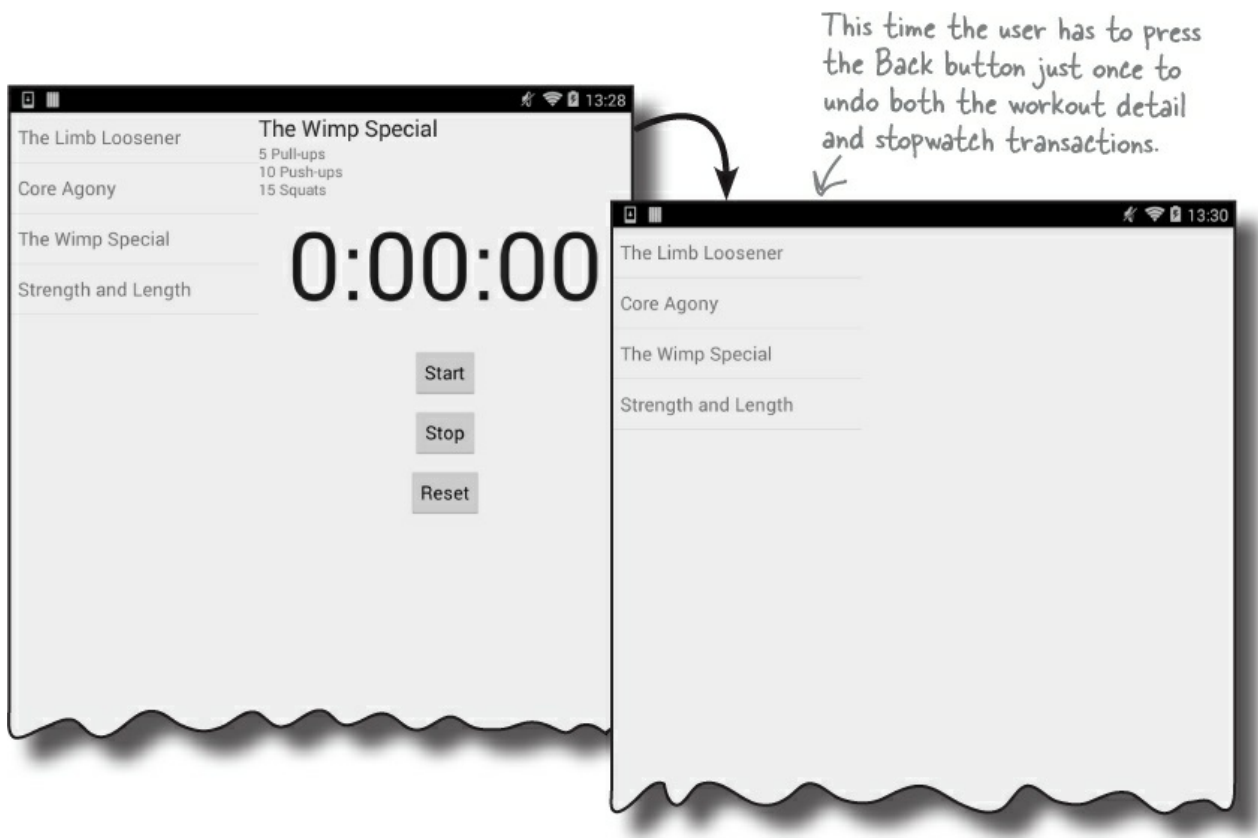 This time the user has to press
the Back button just once to
undo both the workout detail
and stopwatch transactions.
13:28
The Limb Loosener
Core Agony
The Wimp Special
Strength and Length
The Wimp Special
5 Pull-ups
10 Push-ups
15 Squats
0:00:00
Start
Stop
Reset
13:30
The Limb Loosener
Core Agony
The Wimp Special
Strength and Length